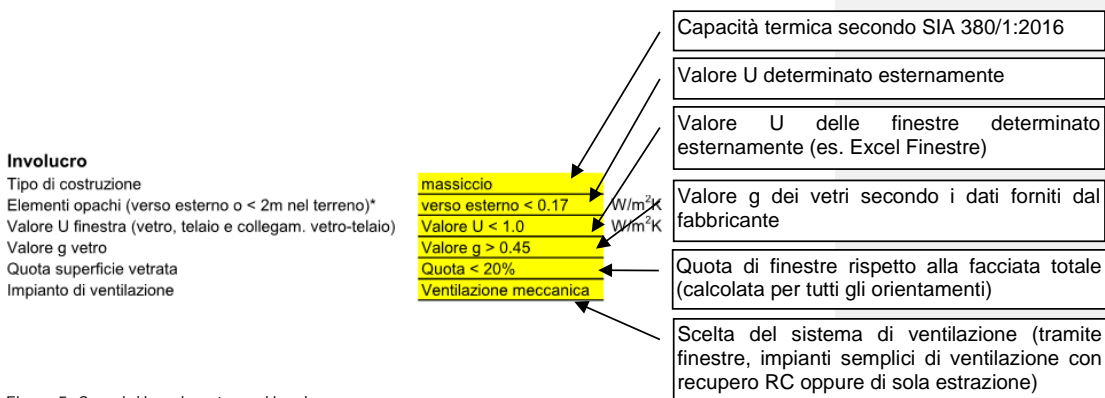 Capacità termica secondo SIA 380/1:2016
Valore U determinato esternamente
Valore U delle finestre determinato
esternamente (es. Excel Finestre)
Involucro
Tipo di costruzione massiccio
Elementi opachi (verso esterno o < 2m nel terreno)* verso esterno < 0.17 W/m²K
Valore U finestra (vetro, telaio e collegam. vetro-telaio) Valore U < 1.0 W/m²K
Valore g vetro Valore g > 0.45
Quota superficie vetrata Quota < 20%
Impianto di ventilazione Ventilazione meccanica
Valore g dei vetri secondo i dati forniti dal
fabbricante
Quota di finestre rispetto alla facciata totale
(calcolata per tutti gli orientamenti)
Scelta del sistema di ventilazione (tramite
finestre, impianti semplici di ventilazione con
recupero RC oppure di sola estrazione)